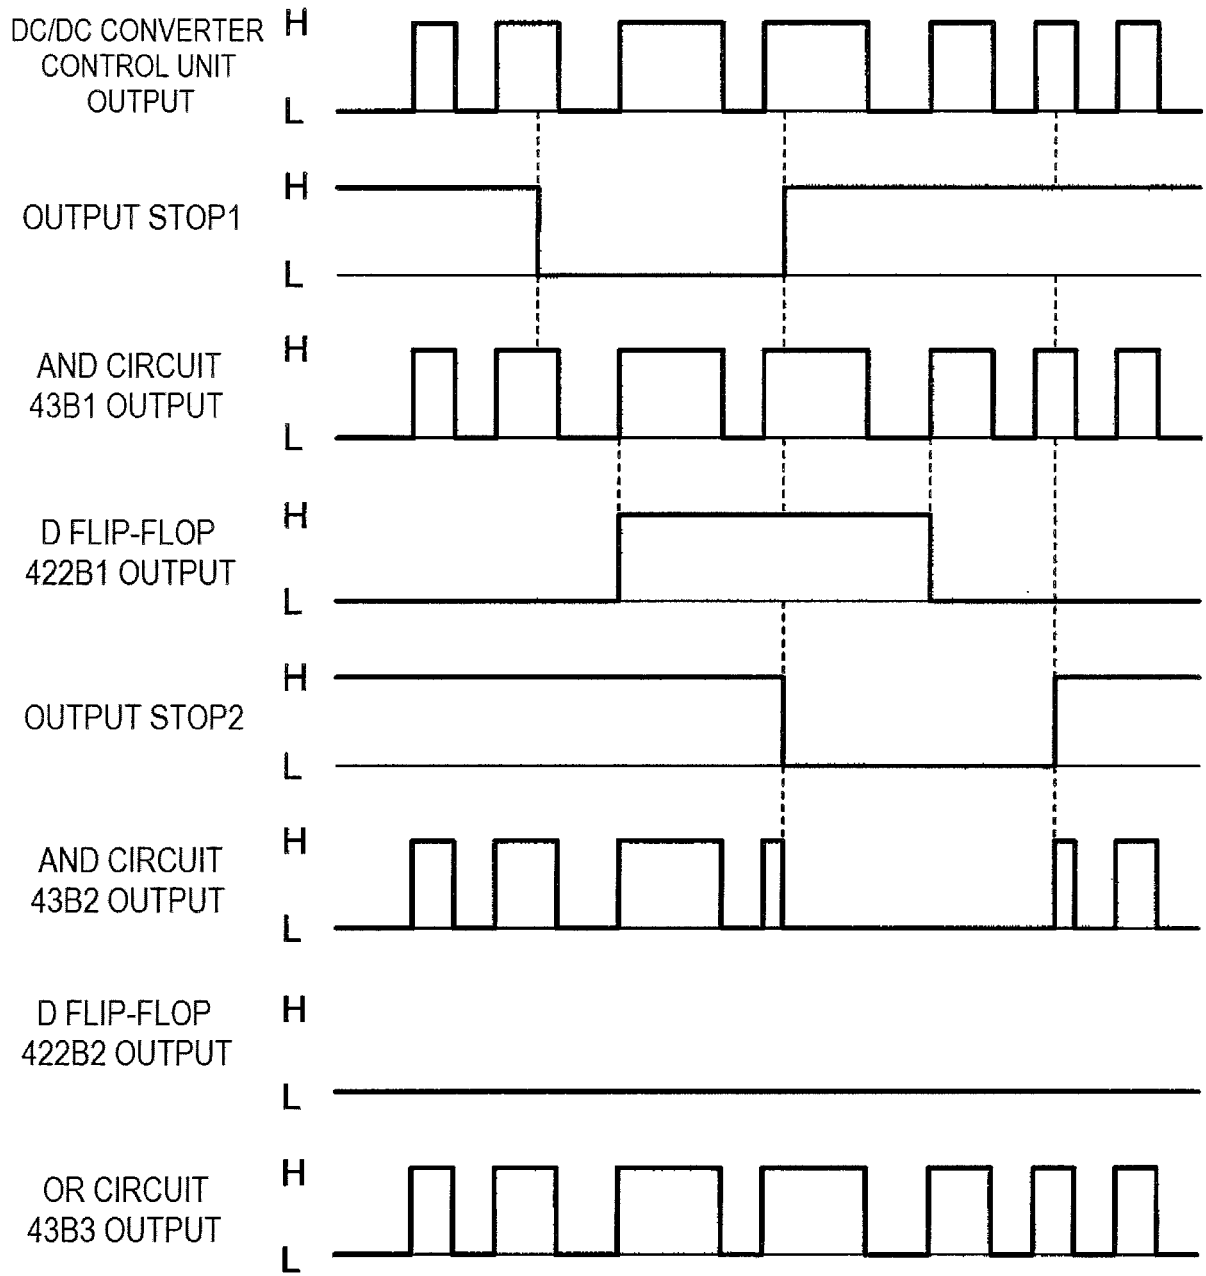 DC/DC CONVERTER
CONTROL UNIT
OUTPUT
H
L
OUTPUT STOP1
H
L
AND CIRCUIT
43B1 OUTPUT
H
L
D FLIP-FLOP
422B1 OUTPUT
H
L
OUTPUT STOP2
H
L
AND CIRCUIT
43B2 OUTPUT
H
L
D FLIP-FLOP
422B2 OUTPUT
H
L
OR CIRCUIT
43B3 OUTPUT
H
L